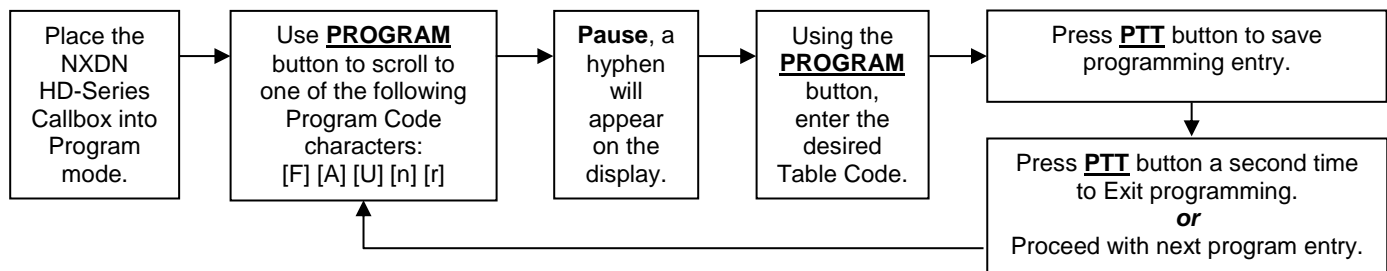 Place the
NXDN
HD-Series
Callbox into
Program
mode.
Use PROGRAM
button to scroll to
one of the following
Program Code
characters:
[F] [A] [U] [n] [r]
Pause, a
hyphen
will
appear
on the
display.
Using the
PROGRAM
button,
enter the
desired
Table Code.
Press PTT button to save
programming entry.
Press PTT button a second time
to Exit programming.
or
Proceed with next program entry.